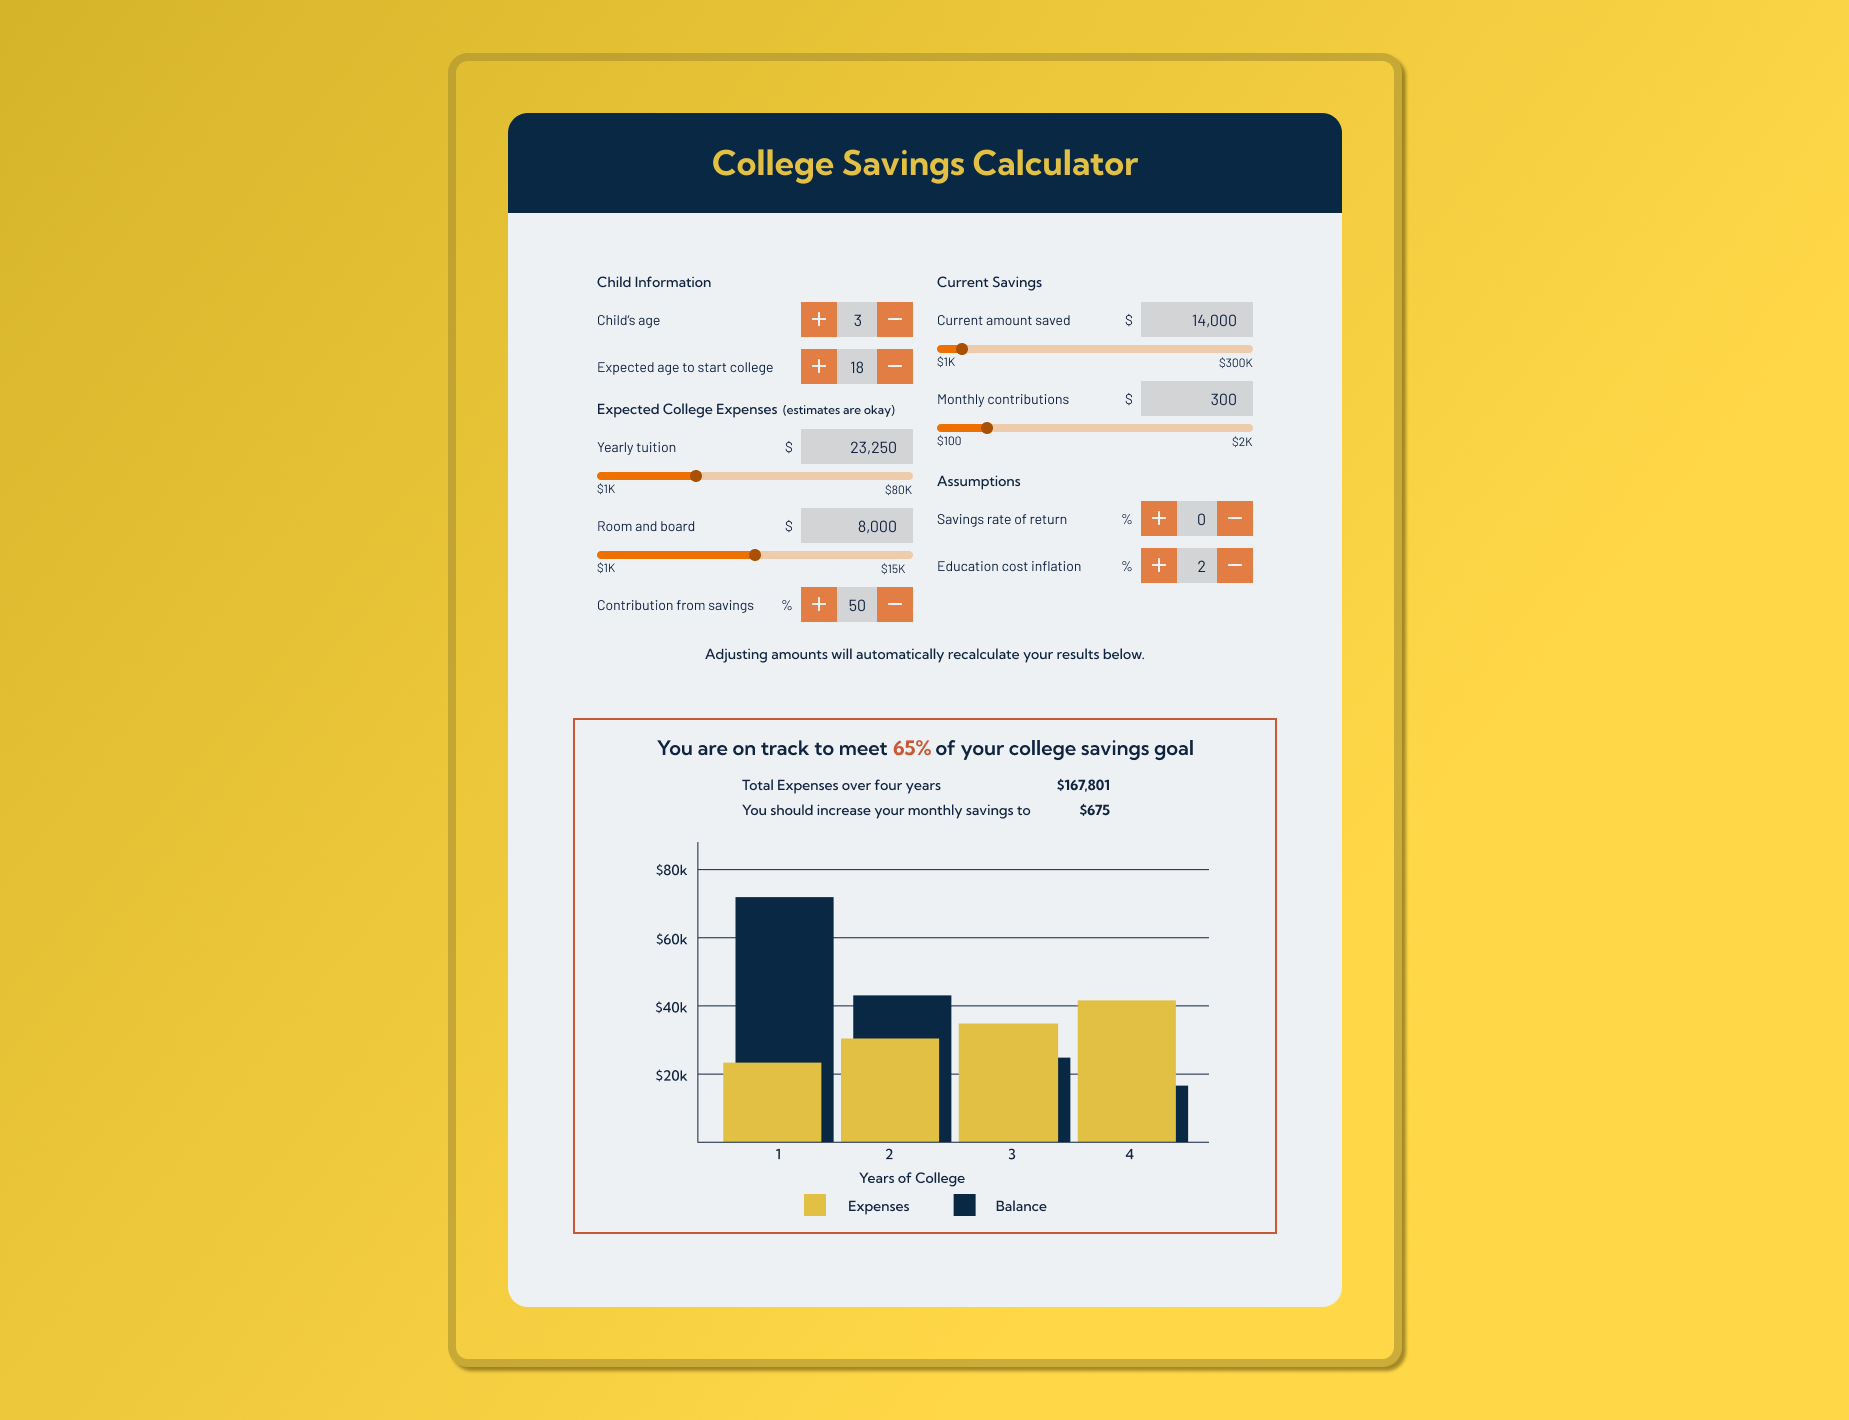 College Savings Calculator
Child Information
Child's age + 3 −
Expected age to start college + 18 −
Expected College Expenses (estimates are okay)
Yearly tuition $ 23,250
$1K $80K
Room and board $ 8,000
$1K $15K
Contribution from savings % + 50 −
Current Savings
Current amount saved $ 14,000
$1K $300K
Monthly contributions $ 300
$100 $2K
Assumptions
Savings rate of return % + 0 −
Education cost inflation % + 2 −
Adjusting amounts will automatically recalculate your results below.
You are on track to meet 65% of your college savings goal
Total Expenses over four years $167,801
You should increase your monthly savings to $675
$80k
$60k
$40k
$20k
1 2 3 4
Years of College
Expenses Balance